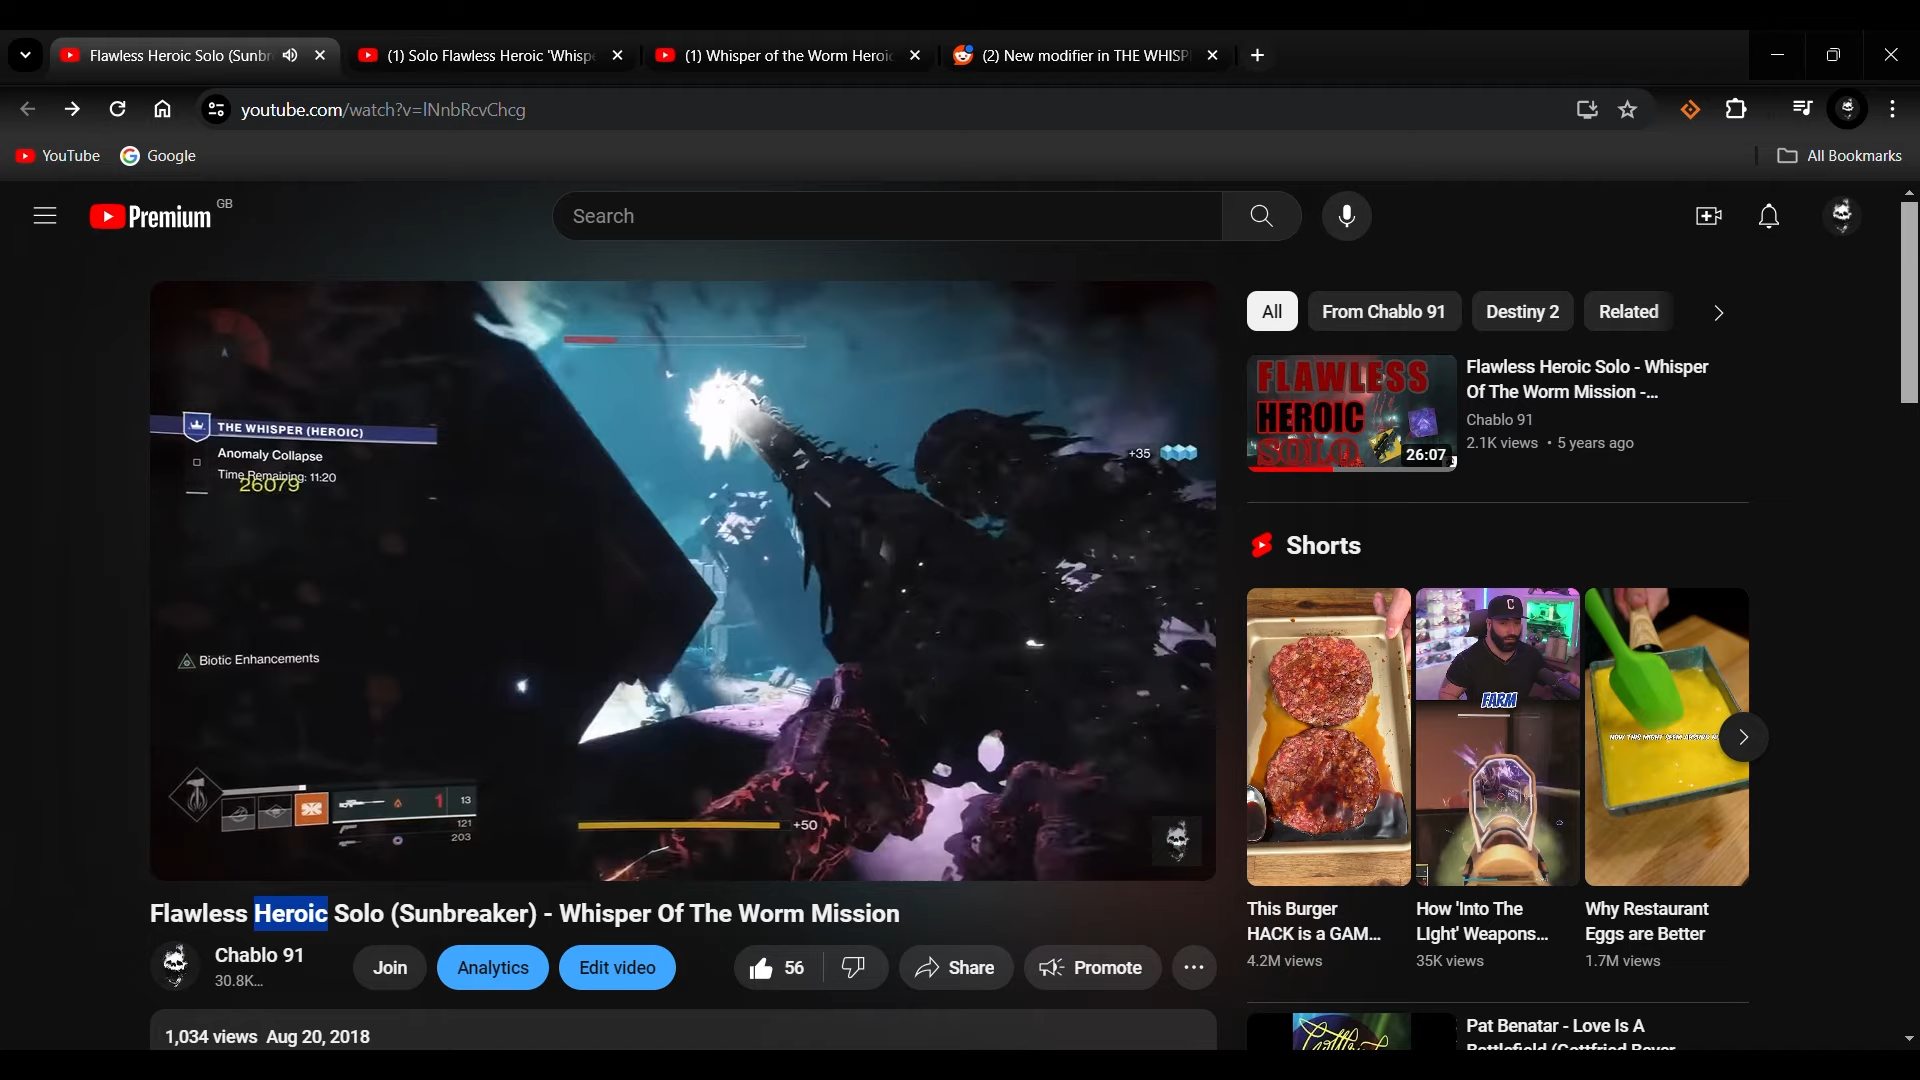 Flawless Heroic Solo (Sunbr
(1) Solo Flawless Heroic 'Whispe
(1) Whisper of the Worm Heroic
(2) New modifier in THE WHISP
youtube.com/watch?v=lNnbRcvChcg
YouTube
Google
All Bookmarks
Premium GB
Search
THE WHISPER (HEROIC)
Anomaly Collapse
Time Remaining: 11:20
26079
+35
Biotic Enhancements
1 13
121
203
+50
Flawless Heroic Solo (Sunbreaker) - Whisper Of The Worm Mission
Chablo 91
30.8K...
Join
Analytics
Edit video
56
Share
Promote
1,034 views Aug 20, 2018
All
From Chablo 91
Destiny 2
Related
FLAWLESS
HEROIC
SOLO
26:07
Flawless Heroic Solo - Whisper
Of The Worm Mission -...
Chablo 91
2.1K views • 5 years ago
Shorts
C
FARM
This Burger
HACK is a GAM...
4.2M views
How 'Into The
LIght' Weapons...
35K views
Why Restaurant
Eggs are Better
1.7M views
Pat Benatar - Love Is A